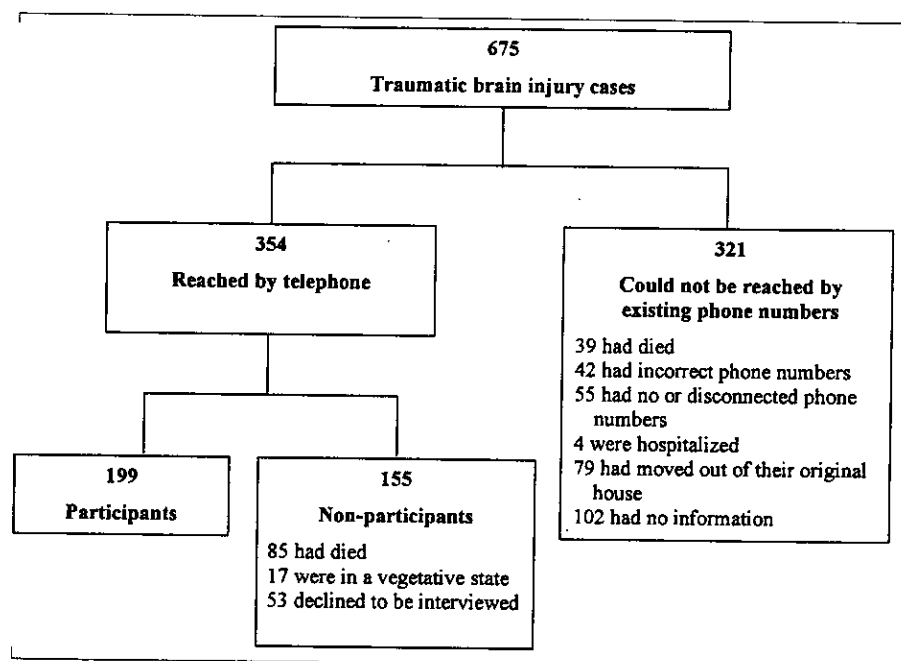 675
Traumatic brain injury cases
354
Reached by telephone
321
Could not be reached by
existing phone numbers
39 had died
42 had incorrect phone numbers
55 had no or disconnected phone
numbers
4 were hospitalized
79 had moved out of their original
house
102 had no information
199
Participants
155
Non-participants
85 had died
17 were in a vegetative state
53 declined to be interviewed